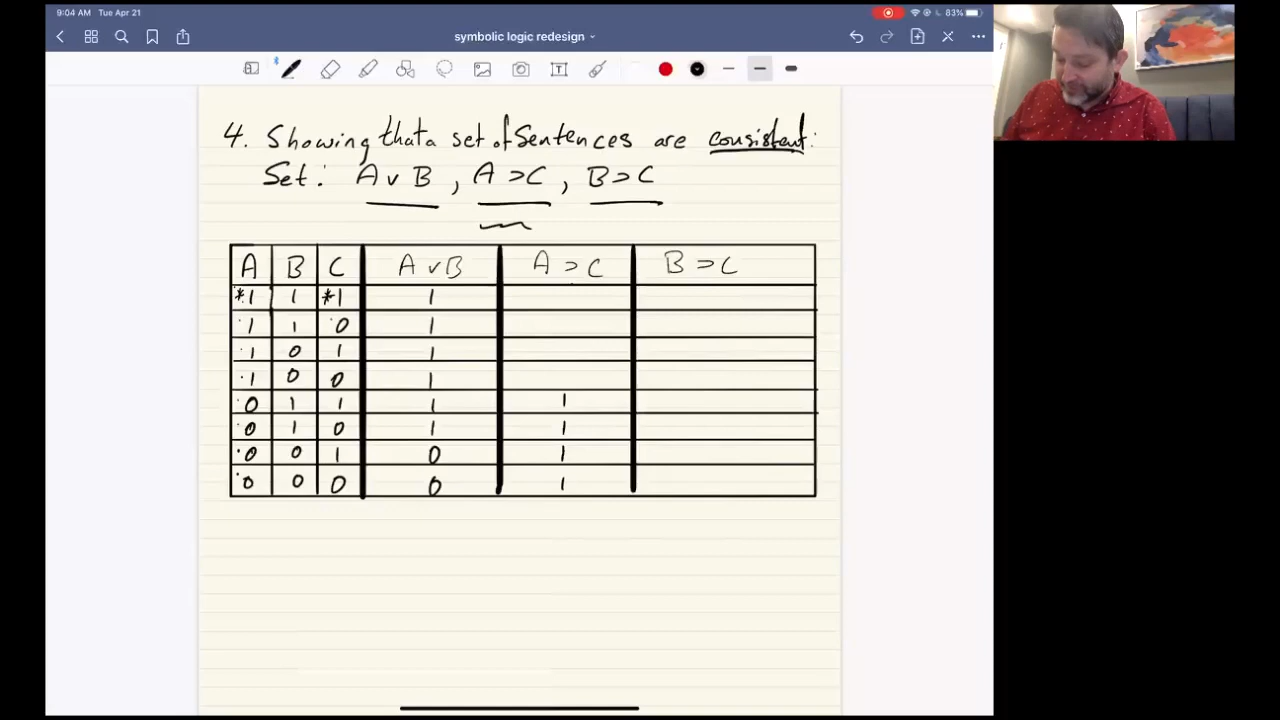 9:04 AM Tue Apr 21
83%
symbolic logic redesign
4. Showing that a set of sentences are consistent:
Set: A ∨ B, A ⊃ C, B ⊃ C
A B C A ∨ B A ⊃ C B ⊃ C
*1 1 *1 1
1 1 0 1
1 0 1 1
1 0 0 1
0 1 1 1 1
0 1 0 1 1
0 0 1 0 1
0 0 0 0 1